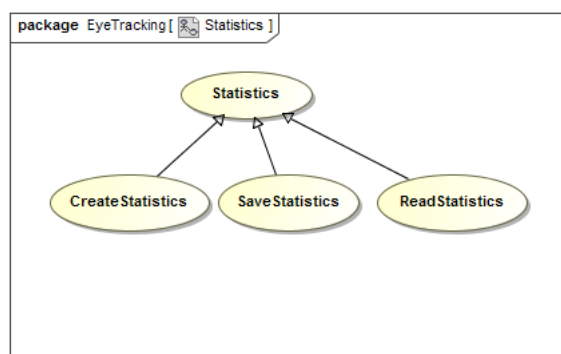 package EyeTracking [ Statistics ]
Statistics
CreateStatistics
SaveStatistics
ReadStatistics